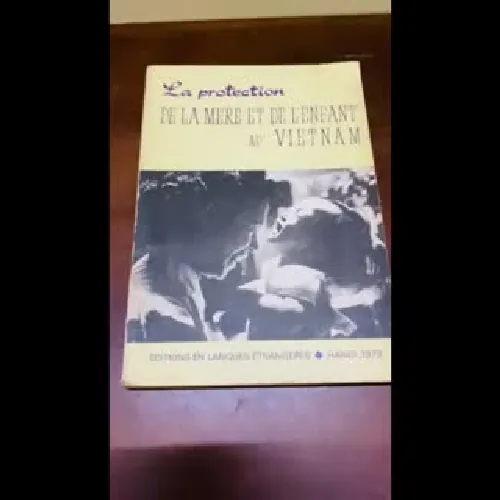 La protection
DE LA MERE ET DE L'ENFANT
AU VIETNAM
EDITIONS EN LANGUES ETRANGERES ★ HANOI 1979